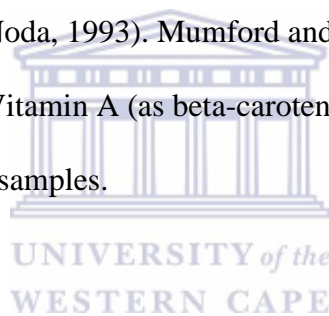 Noda, 1993). Mumford and
Vitamin A (as beta-caroten
samples.
UNIVERSITY of the
WESTERN CAPE